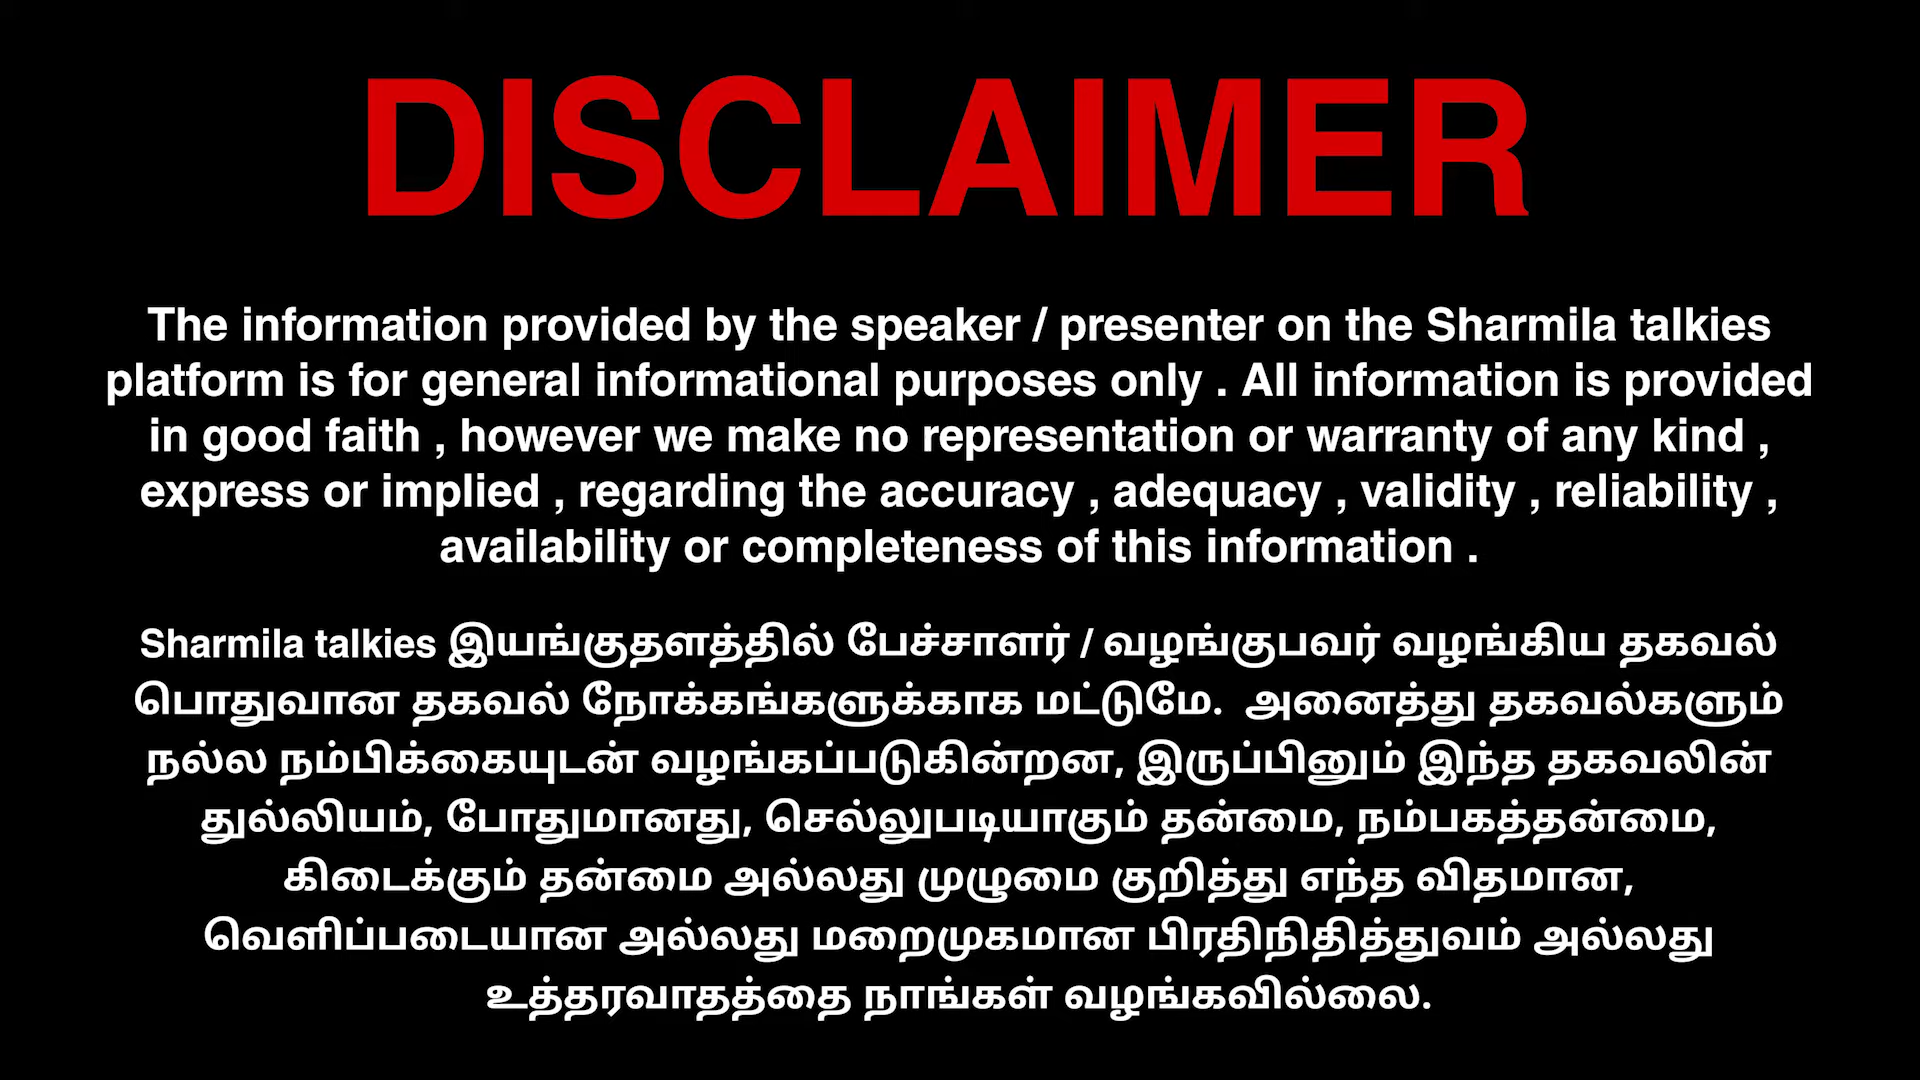 DISCLAIMER
The information provided by the speaker / presenter on the Sharmila talkies
platform is for general informational purposes only . All information is provided
in good faith , however we make no representation or warranty of any kind ,
express or implied , regarding the accuracy , adequacy , validity , reliability ,
availability or completeness of this information .
Sharmila talkies இயங்குதளத்தில் பேச்சாளர் / வழங்குபவர் வழங்கிய தகவல்
பொதுவான தகவல் நோக்கங்களுக்காக மட்டுமே. அனைத்து தகவல்களும்
நல்ல நம்பிக்கையுடன் வழங்கப்படுகின்றன, இருப்பினும் இந்த தகவலின்
துல்லியம், போதுமானது, செல்லுபடியாகும் தன்மை, நம்பகத்தன்மை,
கிடைக்கும் தன்மை அல்லது முழுமை குறித்து எந்த விதமான,
வெளிப்படையான அல்லது மறைமுகமான பிரதிநிதித்துவம் அல்லது
உத்தரவாதத்தை நாங்கள் வழங்கவில்லை.